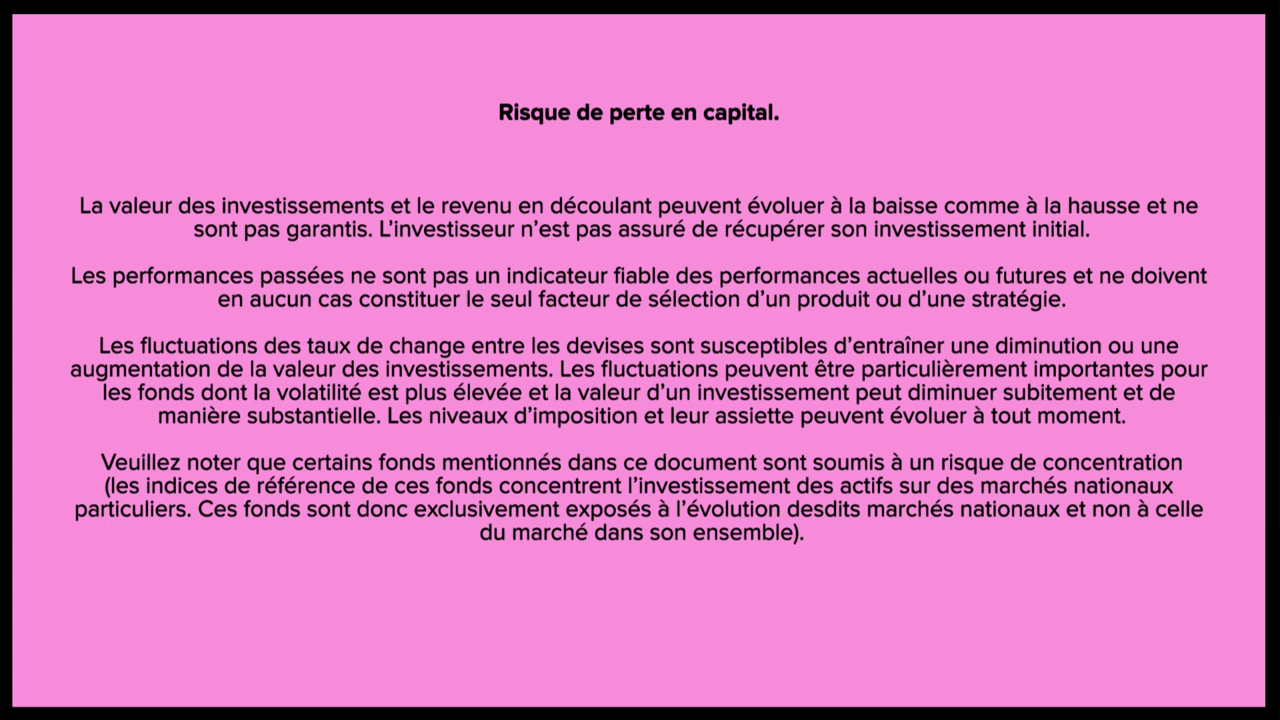 Risque de perte en capital.
La valeur des investissements et le revenu en découlant peuvent évoluer à la baisse comme à la hausse et ne
sont pas garantis. L’investisseur n’est pas assuré de récupérer son investissement initial.
Les performances passées ne sont pas un indicateur fiable des performances actuelles ou futures et ne doivent
en aucun cas constituer le seul facteur de sélection d’un produit ou d’une stratégie.
Les fluctuations des taux de change entre les devises sont susceptibles d’entraîner une diminution ou une
augmentation de la valeur des investissements. Les fluctuations peuvent être particulièrement importantes pour
les fonds dont la volatilité est plus élevée et la valeur d’un investissement peut diminuer subitement et de
manière substantielle. Les niveaux d’imposition et leur assiette peuvent évoluer à tout moment.
Veuillez noter que certains fonds mentionnés dans ce document sont soumis à un risque de concentration
(les indices de référence de ces fonds concentrent l’investissement des actifs sur des marchés nationaux
particuliers. Ces fonds sont donc exclusivement exposés à l’évolution desdits marchés nationaux et non à celle
du marché dans son ensemble).